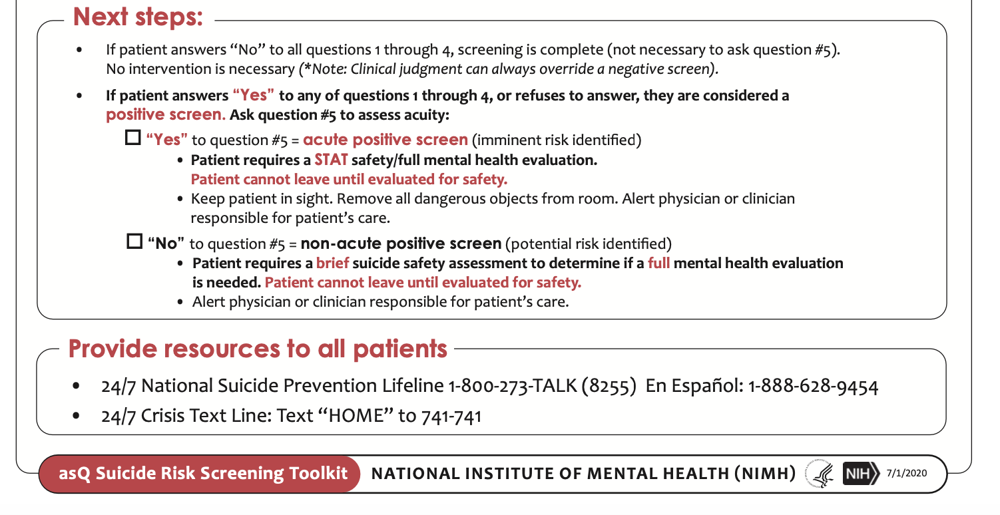 Next steps:
• If patient answers “No” to all questions 1 through 4, screening is complete (not necessary to ask question #5).
No intervention is necessary (*Note: Clinical judgment can always override a negative screen).
• If patient answers “Yes” to any of questions 1 through 4, or refuses to answer, they are considered a
positive screen. Ask question #5 to assess acuity:
“Yes” to question #5 = acute positive screen (imminent risk identified)
• Patient requires a STAT safety/full mental health evaluation.
Patient cannot leave until evaluated for safety.
• Keep patient in sight. Remove all dangerous objects from room. Alert physician or clinician
responsible for patient’s care.
“No” to question #5 = non-acute positive screen (potential risk identified)
• Patient requires a brief suicide safety assessment to determine if a full mental health evaluation
is needed. Patient cannot leave until evaluated for safety.
• Alert physician or clinician responsible for patient’s care.
Provide resources to all patients
• 24/7 National Suicide Prevention Lifeline 1-800-273-TALK (8255) En Español: 1-888-628-9454
• 24/7 Crisis Text Line: Text “HOME” to 741-741
asQ Suicide Risk Screening Toolkit NATIONAL INSTITUTE OF MENTAL HEALTH (NIMH) NIH 7/1/2020